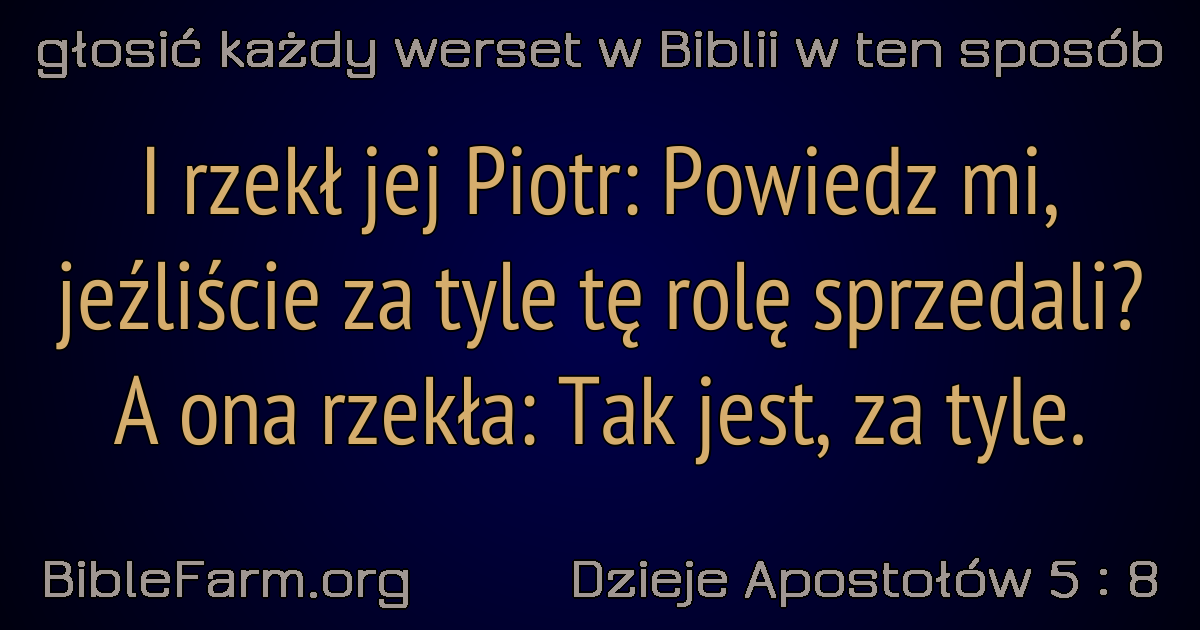 głosić każdy werset w Biblii w ten sposób
I rzekł jej Piotr: Powiedz mi,
jeźliście za tyle tę rolę sprzedali?
A ona rzekła: Tak jest, za tyle.
BibleFarm.org
Dzieje Apostołów 5 : 8